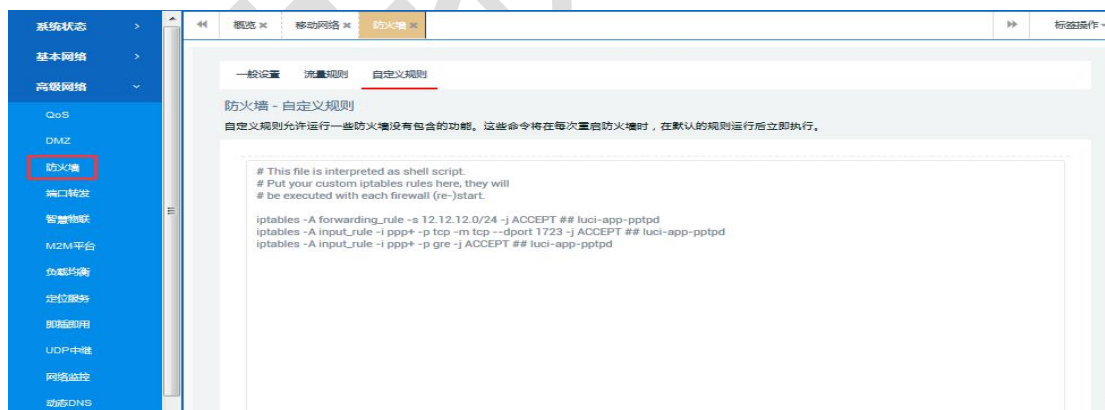 系统状态 >
基本网络 >
高级网络
QoS
DMZ
防火墙
端口转发
智慧物联
M2M平台
负载均衡
定位服务
即插即用
UDP中继
网络监控
动态DNS
概览 × 移动网络 × 防火墙 × 标签操作
一般设置 流量规则 自定义规则
防火墙 - 自定义规则
自定义规则允许运行一些防火墙没有包含的功能。这些命令将在每次重启防火墙时，在默认的规则运行后立即执行。
# This file is interpreted as shell script.
# Put your custom iptables rules here, they will
# be executed with each firewall (re-)start.
iptables -A forwarding_rule -s 12.12.12.0/24 -j ACCEPT ## luci-app-pptpd
iptables -A input_rule -i ppp+ -p tcp -m tcp --dport 1723 -j ACCEPT ## luci-app-pptpd
iptables -A input_rule -i ppp+ -p gre -j ACCEPT ## luci-app-pptpd